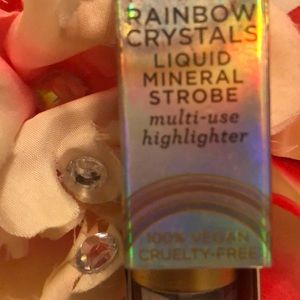 RAINBOW
CRYSTALS
LIQUID
MINERAL
STROBE
multi-use
highlighter
100% VEGAN
CRUELTY-FREE